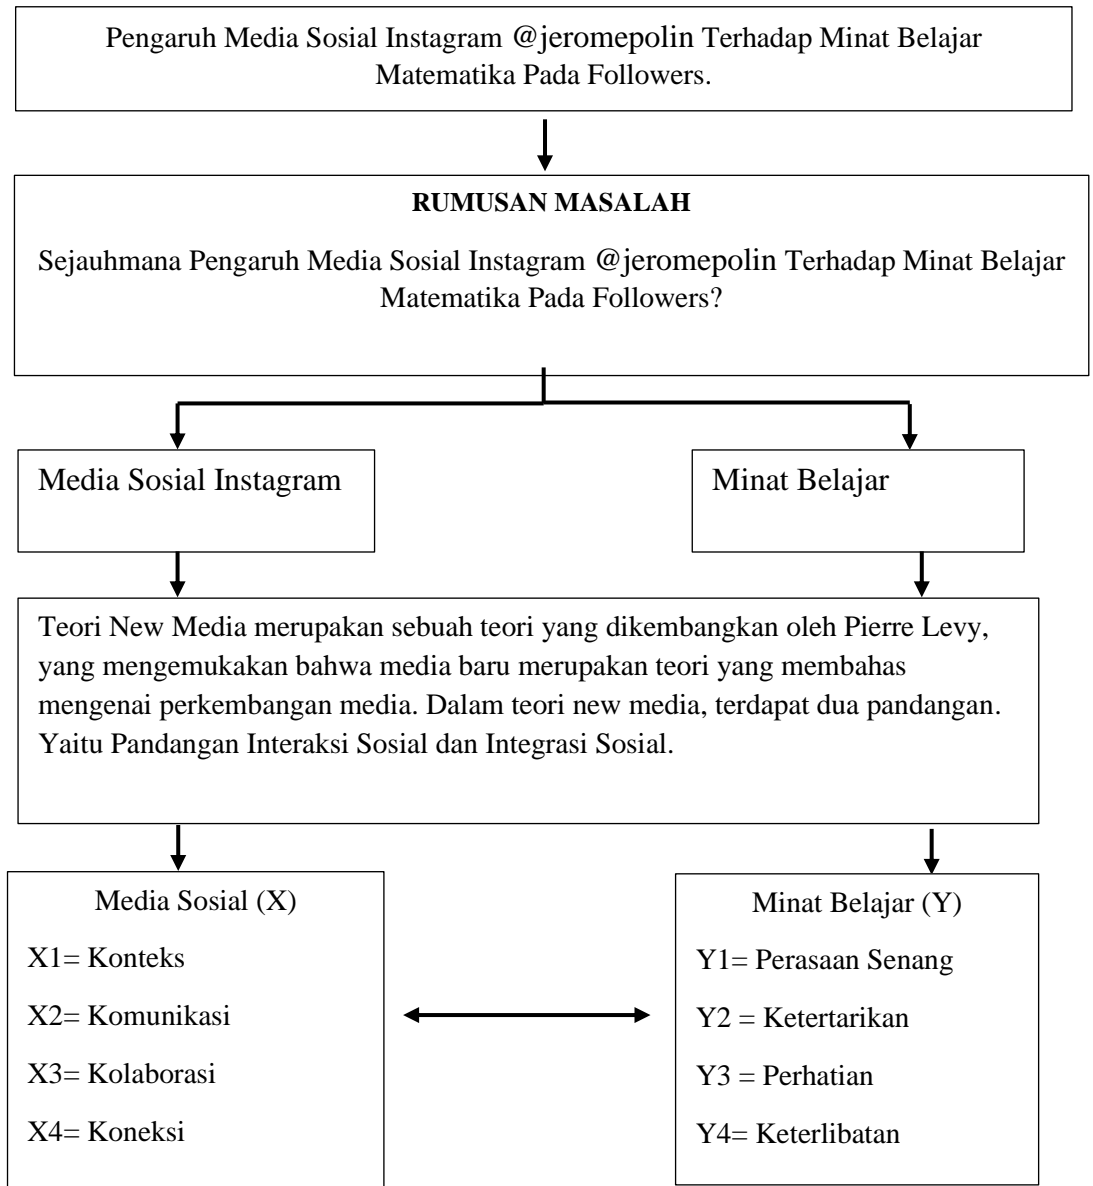 Pengaruh Media Sosial Instagram @jeromepolin Terhadap Minat Belajar
Matematika Pada Followers.
RUMUSAN MASALAH
Sejauhmana Pengaruh Media Sosial Instagram @jeromepolin Terhadap Minat Belajar
Matematika Pada Followers?
Media Sosial Instagram
Minat Belajar
Teori New Media merupakan sebuah teori yang dikembangkan oleh Pierre Levy,
yang mengemukakan bahwa media baru merupakan teori yang membahas
mengenai perkembangan media. Dalam teori new media, terdapat dua pandangan.
Yaitu Pandangan Interaksi Sosial dan Integrasi Sosial.
Media Sosial (X)
X1= Konteks
X2= Komunikasi
X3= Kolaborasi
X4= Koneksi
Minat Belajar (Y)
Y1= Perasaan Senang
Y2 = Ketertarikan
Y3 = Perhatian
Y4= Keterlibatan